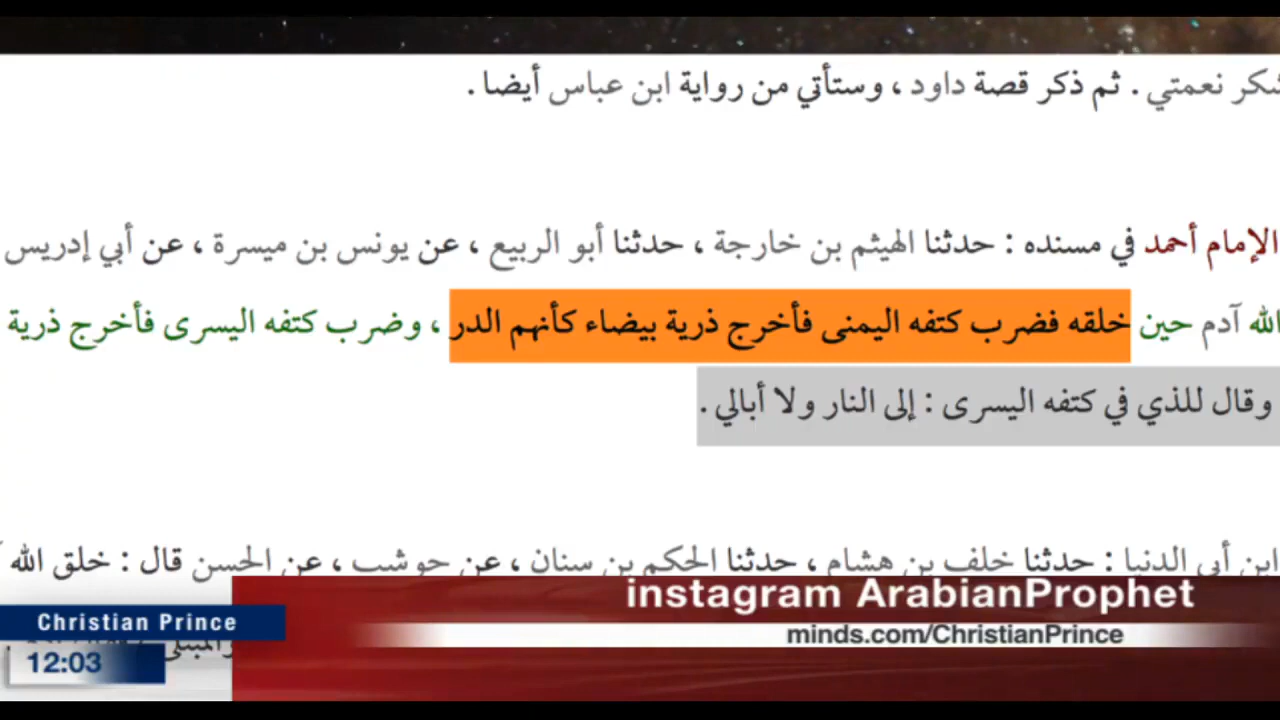 شكر نعمتي . ثم ذكر قصة داود ، وستأتي من رواية ابن عباس أيضا .
الإمام أحمد في مسنده : حدثنا الهيثم بن خارجة ، حدثنا أبو الربيع ، عن يونس بن ميسرة ، عن أبي إدريس
الله آدم حين خلقه فضرب كتفه اليمنى فأخرج ذرية بيضاء كأنهم الدر ، وضرب كتفه اليسرى فأخرج ذرية
وقال للذي في كتفه اليسرى : إلى النار ولا أبالي .
ابن أبي الدنيا : حدثنا خلف بن هشام ، حدثنا الحكم بن سنان ، عن حوشب ، عن الحسن قال : خلق الله
instagram ArabianProphet
minds.com/ChristianPrince
Christian Prince
12:03